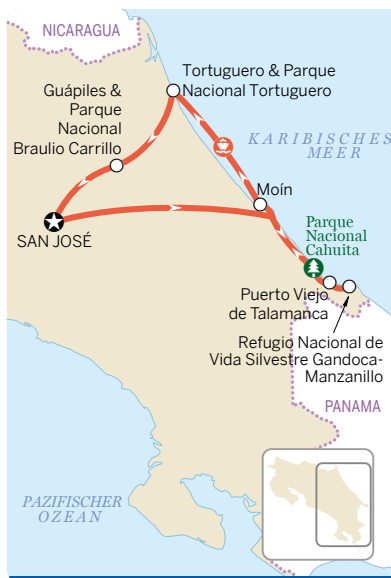 NICARAGUA
Tortuguero & Parque
Nacional Tortuguero
Guápiles &
Parque
Nacional
Braulio Carrillo
KARIBISCHES
MEER
Moín
SAN JOSÉ
Parque
Nacional
Cahuita
Puerto Viejo
de Talamanca
Refugio Nacional de
Vida Silvestre Gandoca-
Manzanillo
PANAMA
PAZIFISCHER
OZEAN